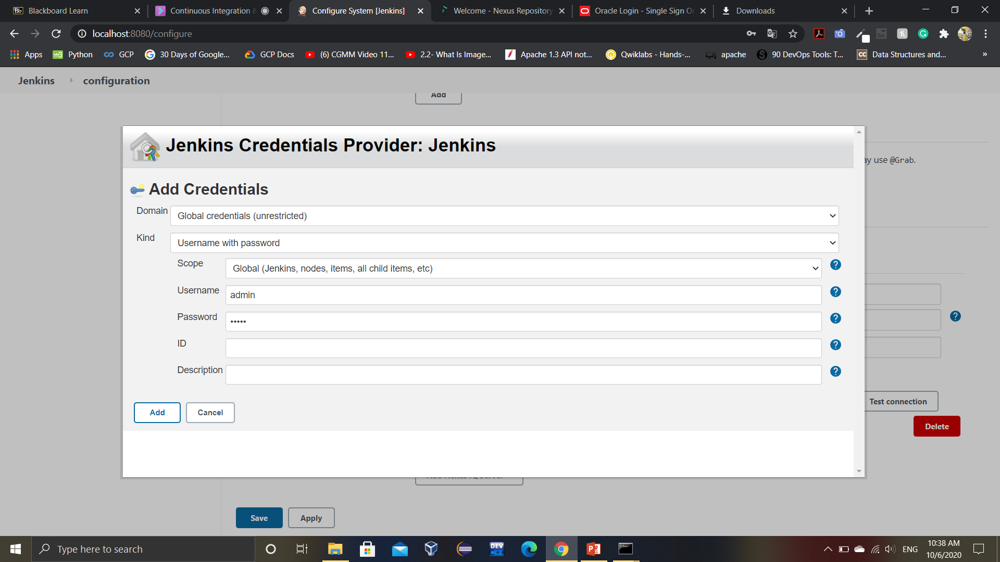 Blackboard Learn
Continuous Integration &
Configure System [Jenkins]
Welcome - Nexus Repository
Oracle Login - Single Sign O
Downloads
localhost:8080/configure
Apps
Python
GCP
30 Days of Google...
GCP Docs
(6) CGMM Video 11...
2.2- What Is Image...
Apache 1.3 API not...
Qwiklabs - Hands-...
apache
90 DevOps Tools: T...
Data Structures and...
»
Jenkins
configuration
Add
Jenkins Credentials Provider: Jenkins
ay use @Grab.
Add Credentials
Domain
Global credentials (unrestricted)
Kind
Username with password
Scope
Global (Jenkins, nodes, items, all child items, etc)
Username
admin
Password
•••••
ID
Description
Add
Cancel
Test connection
Delete
Save
Apply
Type here to search
DEV
C++
ENG
10:38 AM
10/6/2020